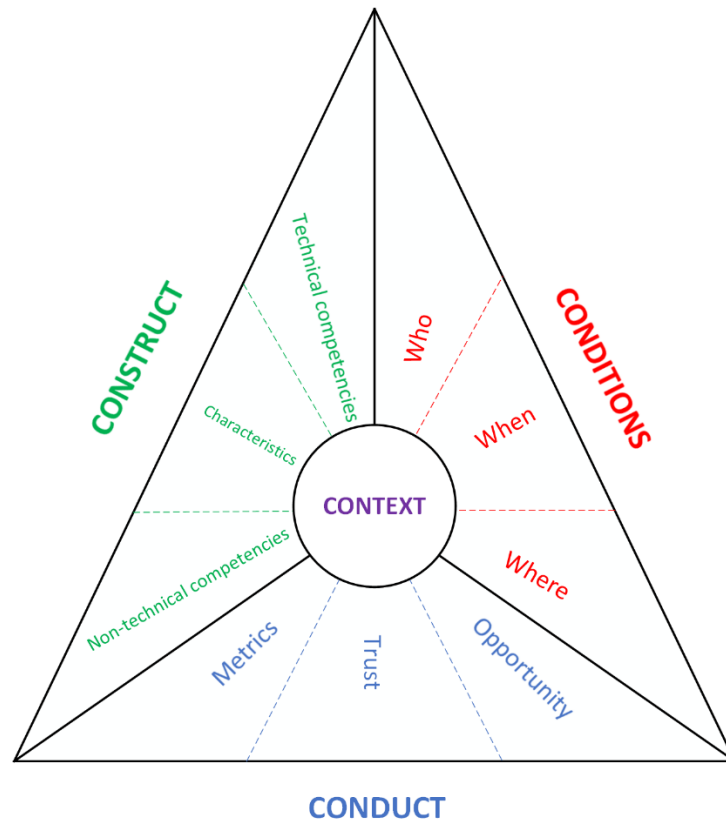 CONSTRUCT
Technical competencies
Characteristics
Non-technical competencies
CONDITIONS
Who
When
Where
CONTEXT
Metrics
Trust
Opportunity
CONDUCT